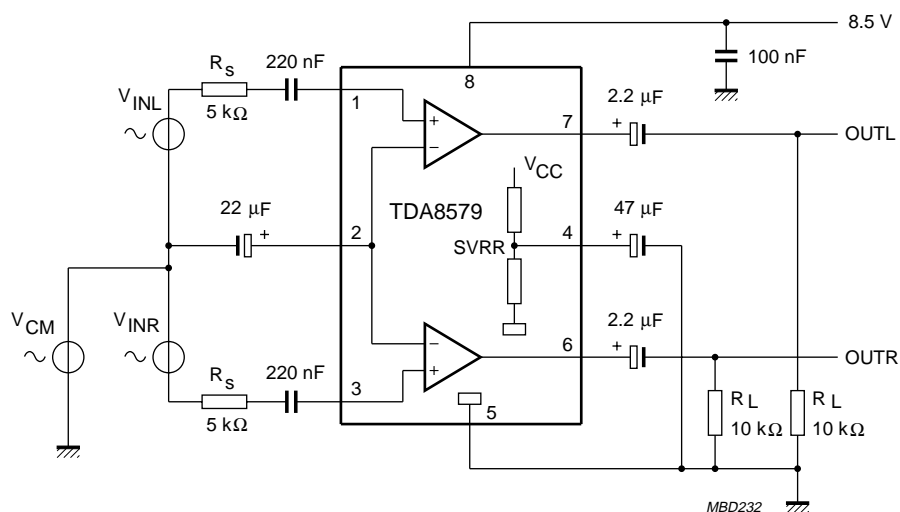 8.5 V
100 nF
R s
220 nF
5 kΩ
V INL
1
8
2.2 µF
+
−
7
+
OUTL
V CC
TDA8579
22 µF
+
2
47 µF
+
4
SVRR
V CM
V INR
−
+
2.2 µF
+
6
OUTR
R s
220 nF
5 kΩ
3
5
R L
10 kΩ
R L
10 kΩ
MBD232